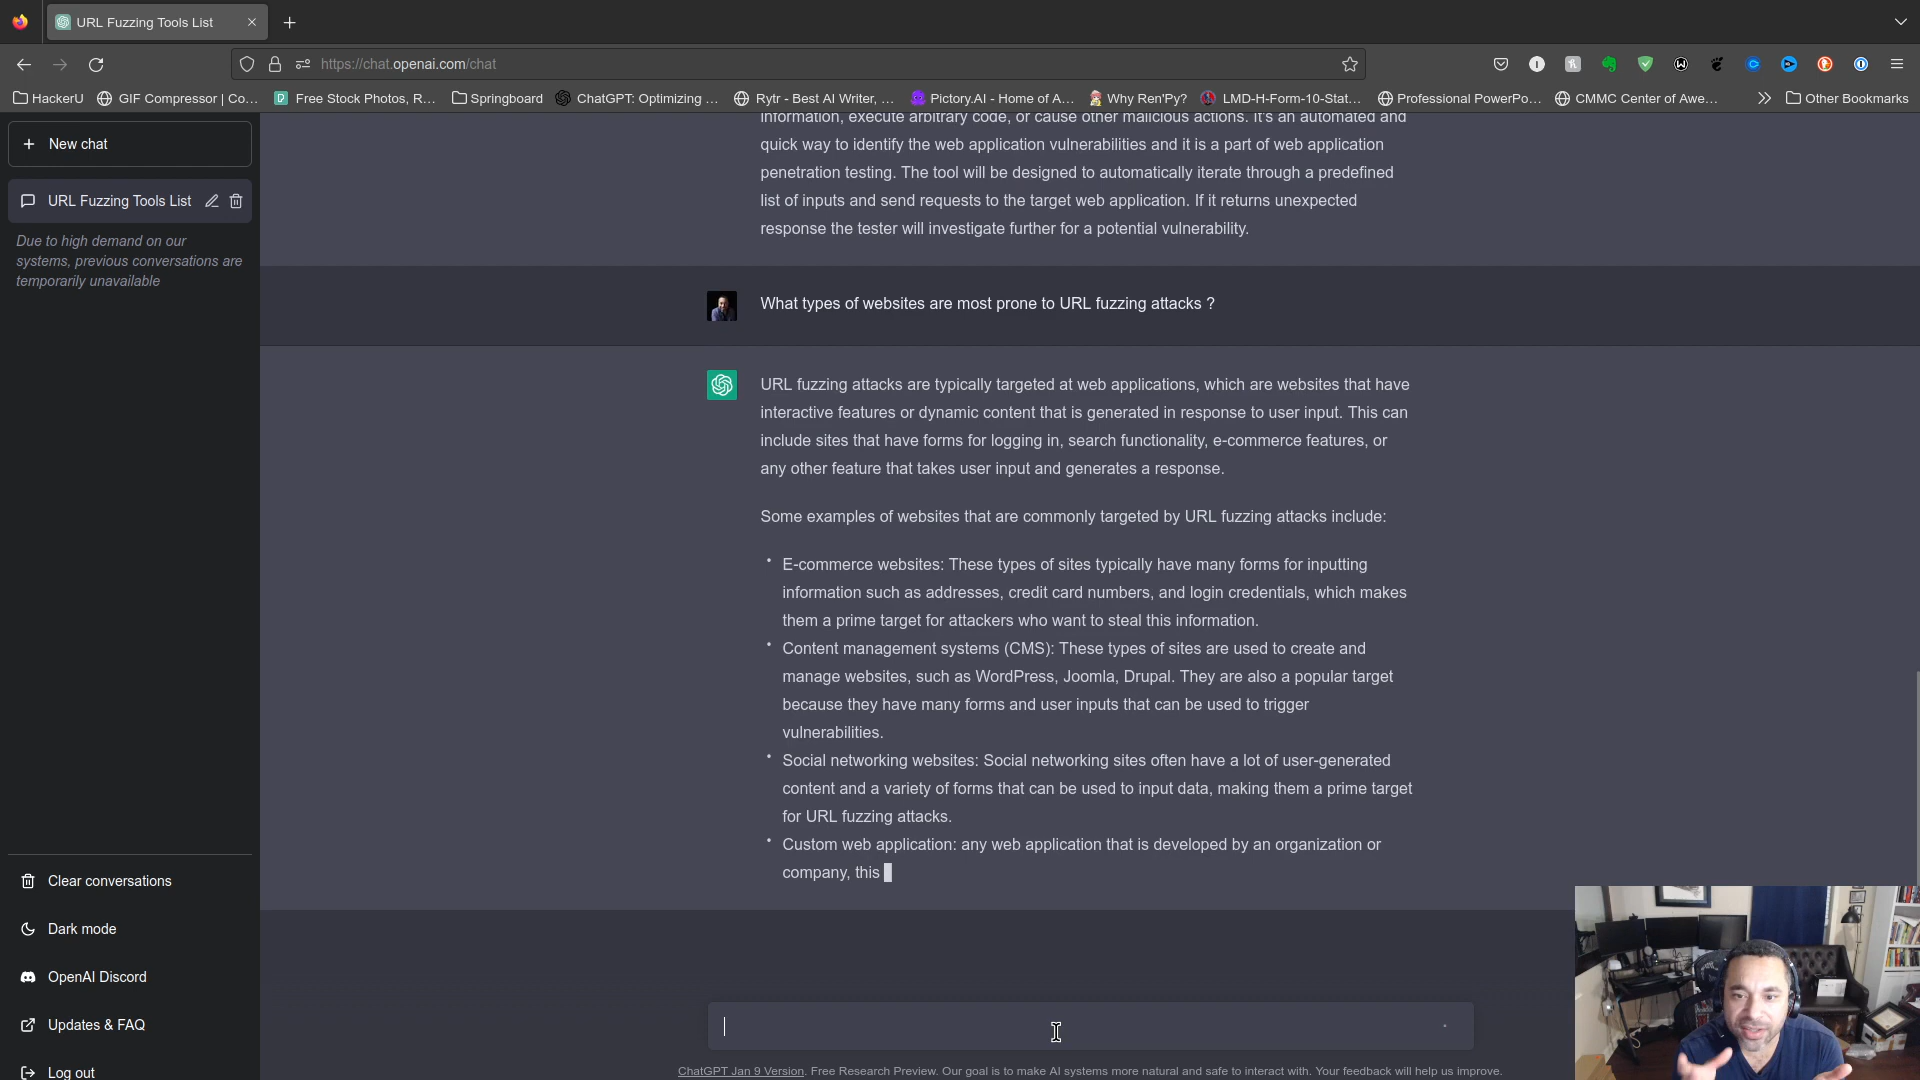 URL Fuzzing Tools List
https://chat.openai.com/chat
HackerU
GIF Compressor | Co...
Free Stock Photos, R...
Springboard
ChatGPT: Optimizing ...
Rytr - Best AI Writer, ...
Pictory.AI - Home of A...
Why Ren'Py?
LMD-H-Form-10-Stat...
Professional PowerPo...
CMMC Center of Awe...
Other Bookmarks
New chat
URL Fuzzing Tools List
Due to high demand on our
systems, previous conversations are
temporarily unavailable
information, execute arbitrary code, or cause other malicious actions. It's an automated and
quick way to identify the web application vulnerabilities and it is a part of web application
penetration testing. The tool will be designed to automatically iterate through a predefined
list of inputs and send requests to the target web application. If it returns unexpected
response the tester will investigate further for a potential vulnerability.
What types of websites are most prone to URL fuzzing attacks ?
URL fuzzing attacks are typically targeted at web applications, which are websites that have
interactive features or dynamic content that is generated in response to user input. This can
include sites that have forms for logging in, search functionality, e-commerce features, or
any other feature that takes user input and generates a response.
Some examples of websites that are commonly targeted by URL fuzzing attacks include:
• E-commerce websites: These types of sites typically have many forms for inputting
information such as addresses, credit card numbers, and login credentials, which makes
them a prime target for attackers who want to steal this information.
• Content management systems (CMS): These types of sites are used to create and
manage websites, such as WordPress, Joomla, Drupal. They are also a popular target
because they have many forms and user inputs that can be used to trigger
vulnerabilities.
• Social networking websites: Social networking sites often have a lot of user-generated
content and a variety of forms that can be used to input data, making them a prime target
for URL fuzzing attacks.
• Custom web application: any web application that is developed by an organization or
company, this
Clear conversations
Dark mode
OpenAI Discord
Updates & FAQ
Log out
ChatGPT Jan 9 Version. Free Research Preview. Our goal is to make AI systems more natural and safe to interact with. Your feedback will help us improve.